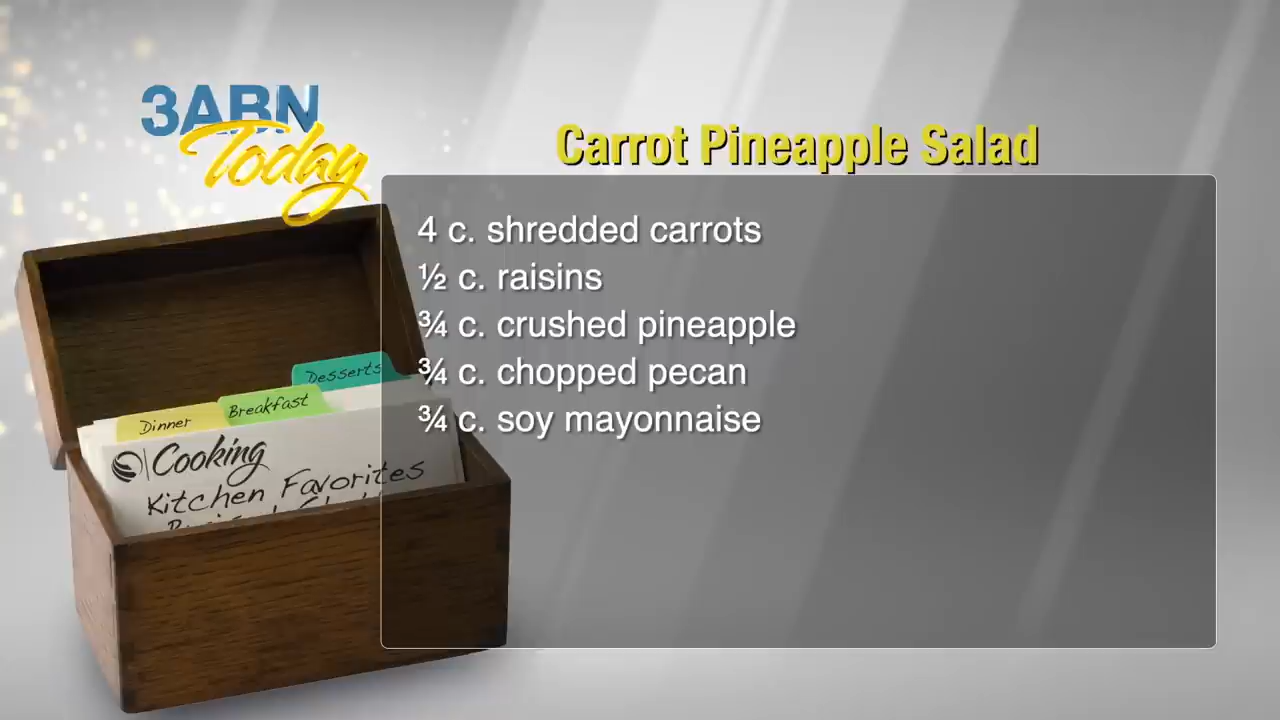 3ABN
Today
Carrot Pineapple Salad
4 c. shredded carrots
½ c. raisins
¾ c. crushed pineapple
¾ c. chopped pecan
¾ c. soy mayonnaise
Desserts
Breakfast
Dinner
Cooking
Kitchen Favorites